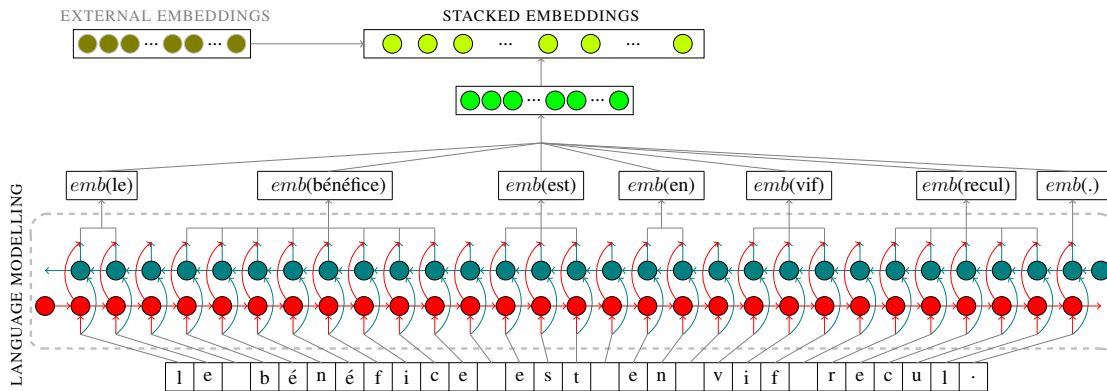 EXTERNAL EMBEDDINGS
STACKED EMBEDDINGS
...
...
...
...
...
...
LANGUAGE MODELLING
emb(le)
emb(bénéfice)
emb(est)
emb(en)
emb(vif)
emb(recul)
emb(.)
l e b é n é f i c e e s t e n v i f r e c u l .